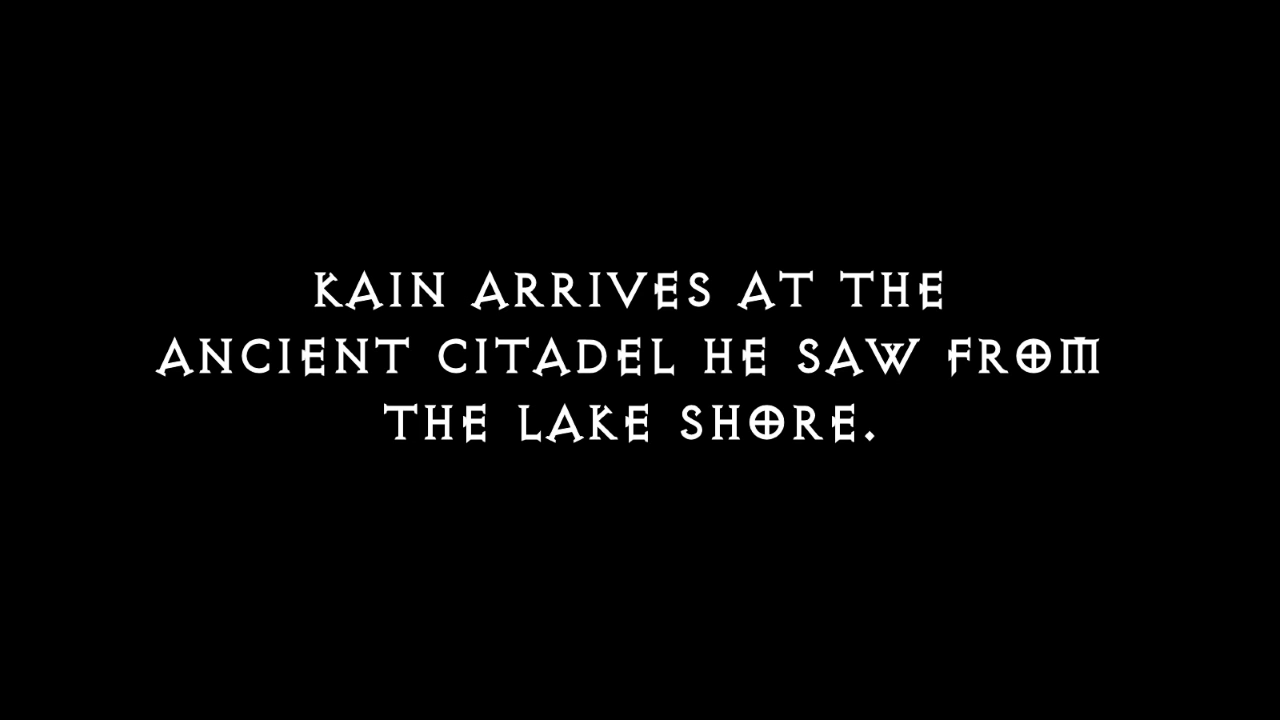 KAIN ARRIVES AT THE
ANCIENT CITADEL HE SAW FROM
THE LAKE SHORE.